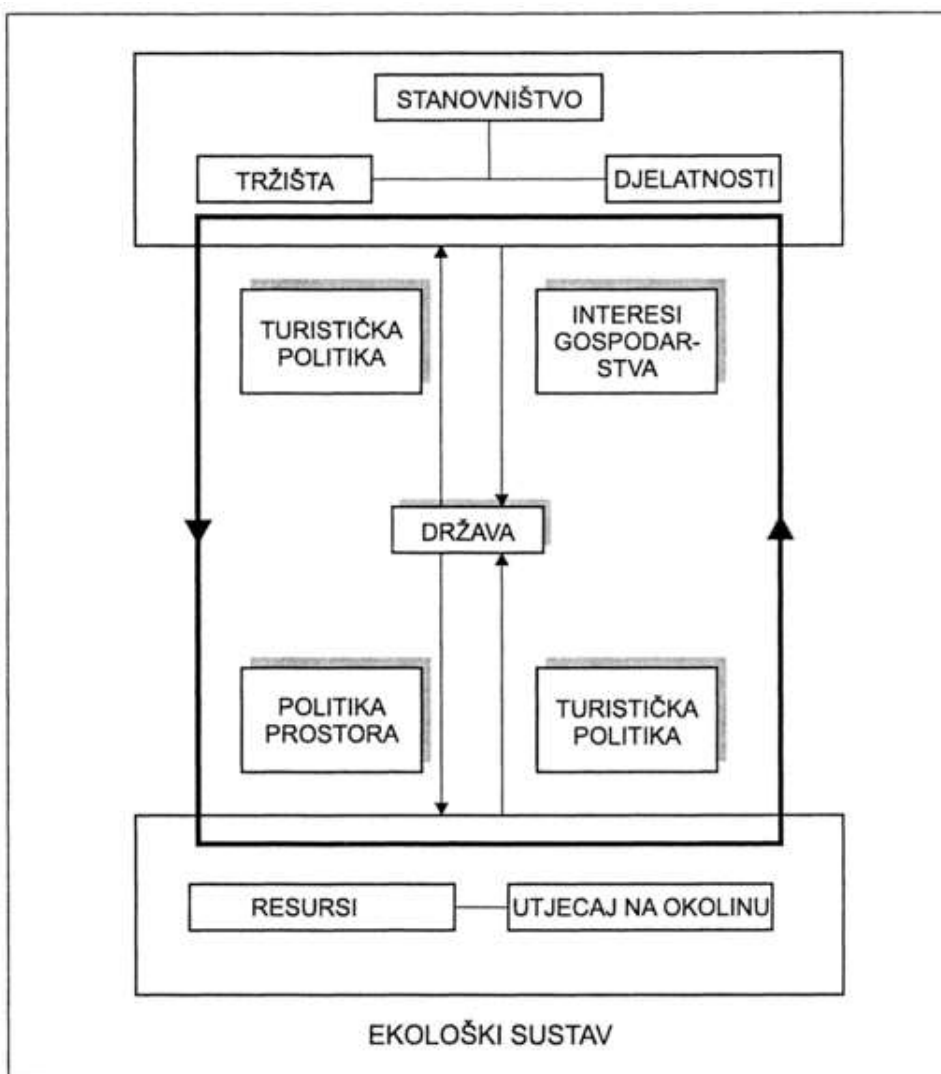 STANOVNIŠTVO
TRŽIŠTA
DJELATNOSTI
TURISTIČKA
POLITIKA
INTERESI
GOSPODAR-
STVA
DRŽAVA
POLITIKA
PROSTORA
TURISTIČKA
POLITIKA
RESURSI
UTJECAJ NA OKOLINU
EKOLOŠKI SUSTAV